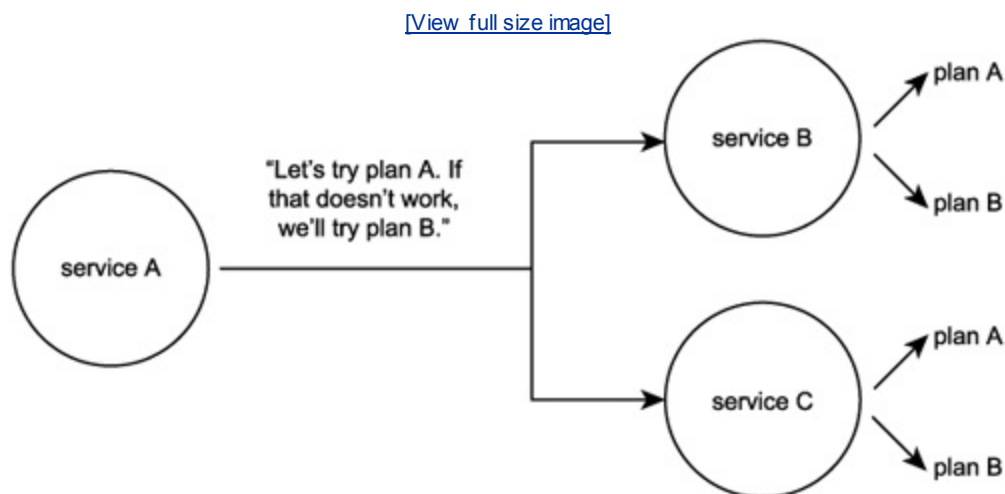 [View full size image]
plan A
service B
"Let's try plan A. If
that doesn't work,
we'll try plan B."
plan B
service A
plan A
service C
plan B